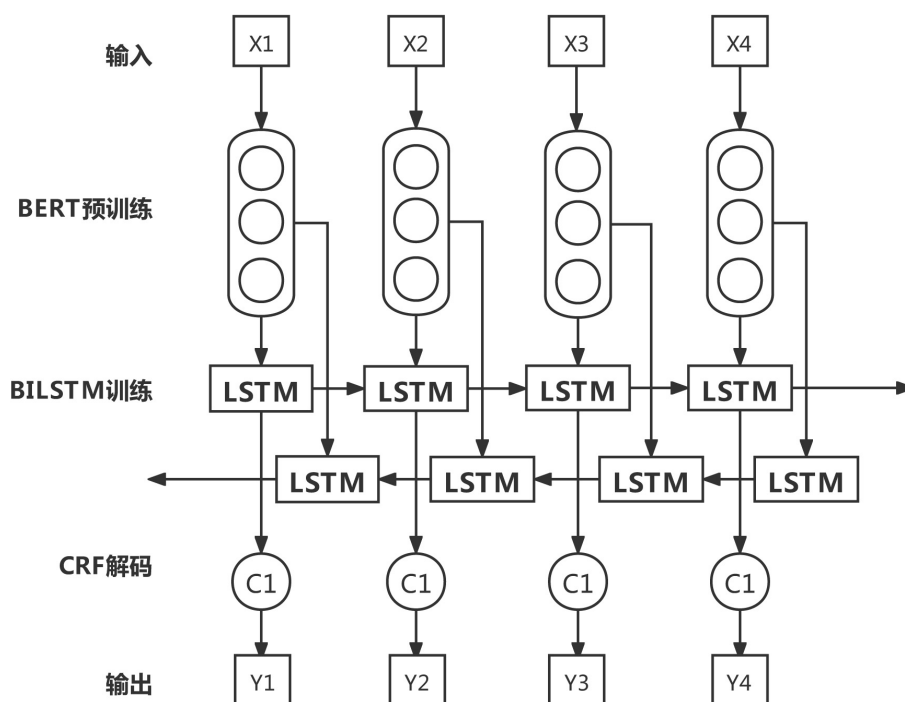 输入 X1 X2 X3 X4
BERT预训练
BILSTM训练 LSTM LSTM LSTM LSTM
LSTM LSTM LSTM LSTM
CRF解码 C1 C1 C1 C1
输出 Y1 Y2 Y3 Y4